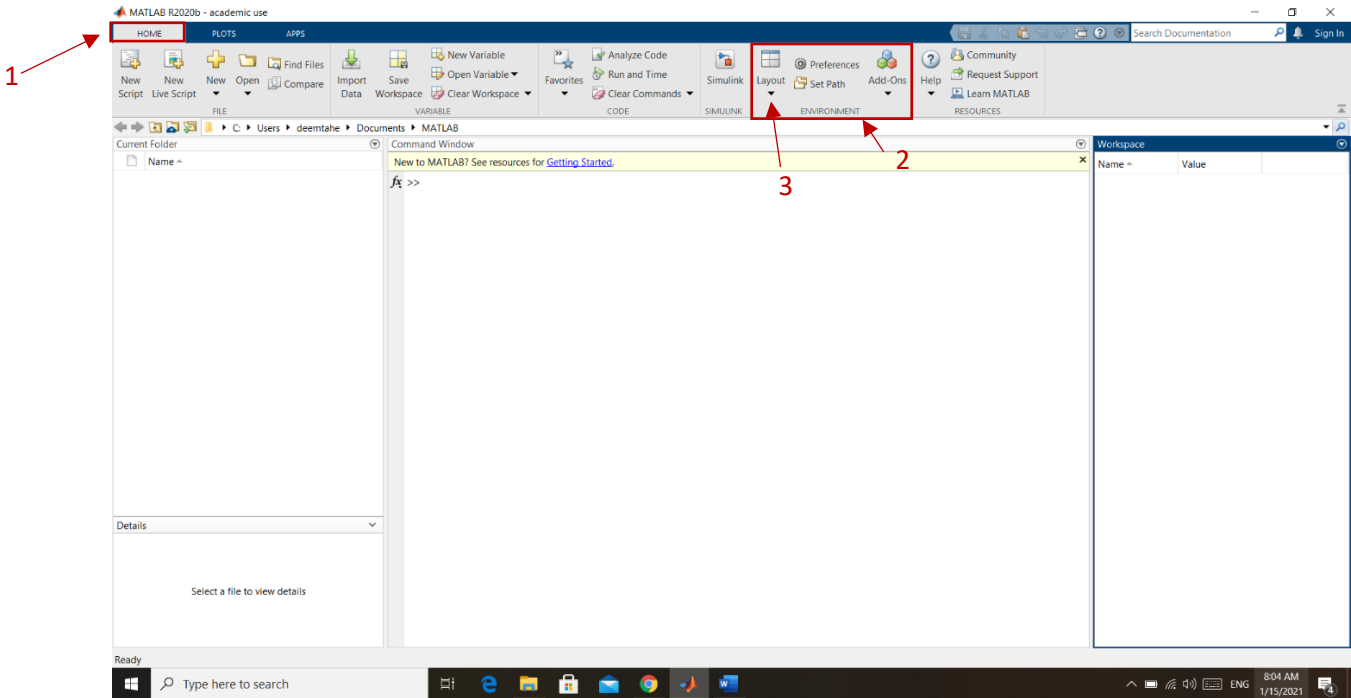 MATLAB R2020b - academic use
HOME PLOTS APPS
Search Documentation
Sign In
1
New Script
New Live Script
New
Open
Find Files
Compare
FILE
Import Data
Save Workspace
New Variable
Open Variable
Clear Workspace
VARIABLE
Favorites
Analyze Code
Run and Time
Clear Commands
CODE
Simulink
SIMULINK
Layout
Preferences
Set Path
Add-Ons
ENVIRONMENT
Help
Community
Request Support
Learn MATLAB
RESOURCES
C: Users deemtahe Documents MATLAB
Current Folder
Name
Command Window
New to MATLAB? See resources for Getting Started.
fx >>
2
3
Workspace
Name Value
Details
Select a file to view details
Ready
Type here to search
ENG
8:04 AM
1/15/2021
4